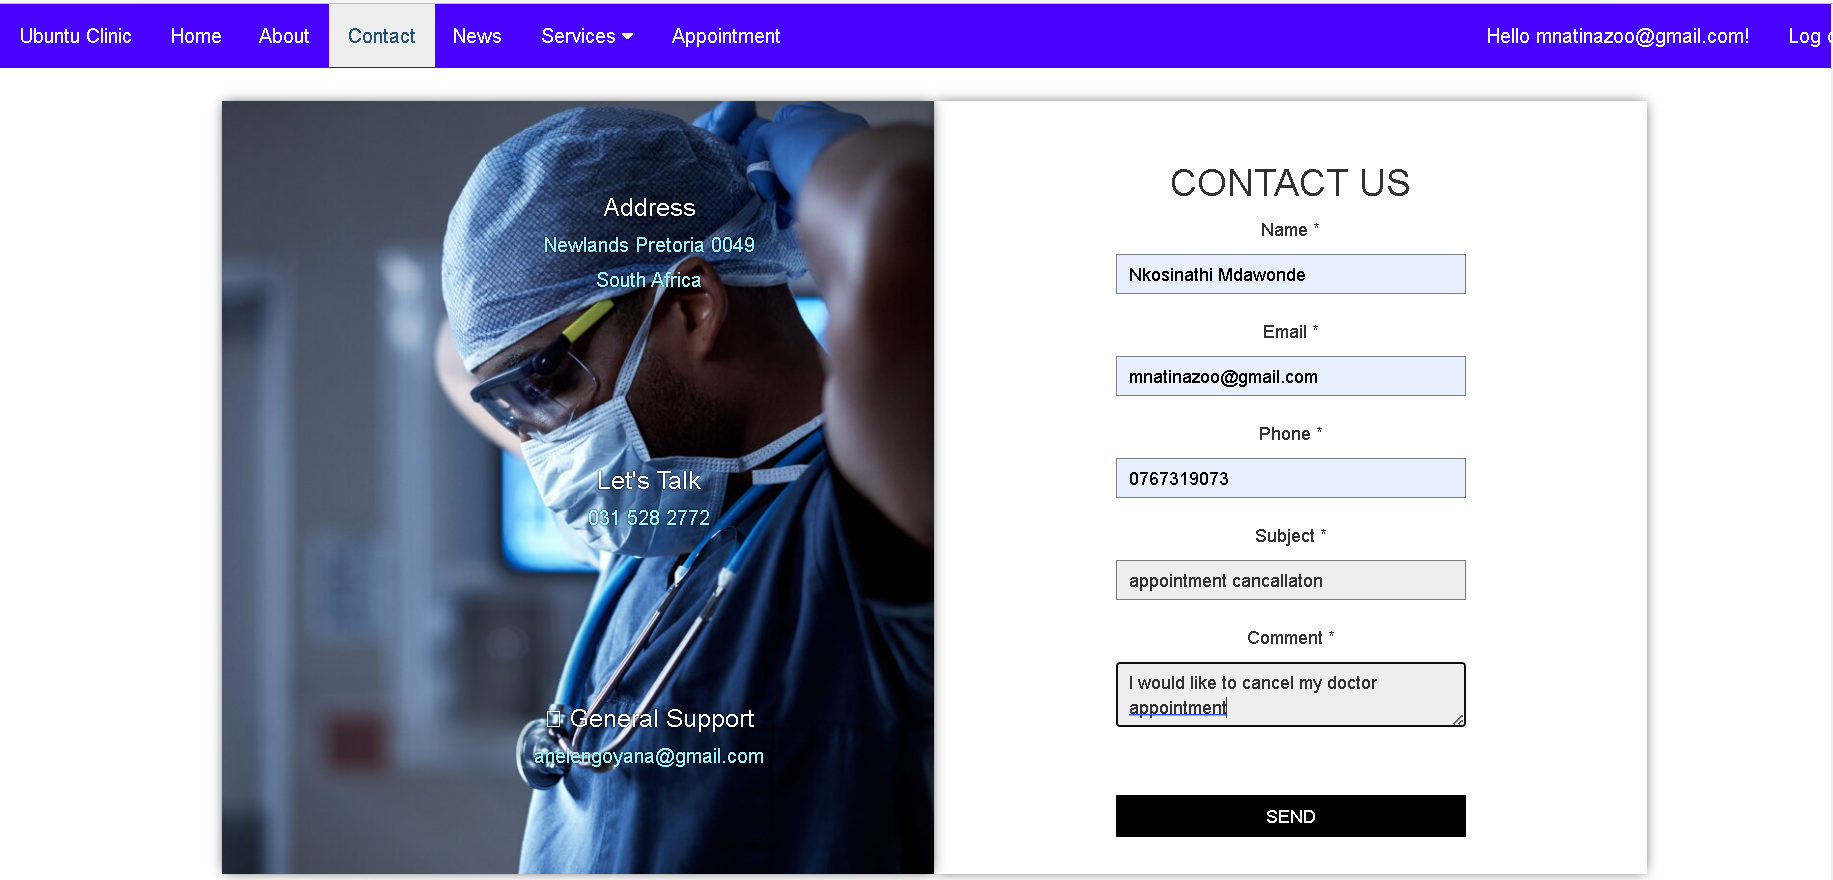 Ubuntu Clinic Home About Contact News Services Appointment Hello mnatinazoo@gmail.com! Log
Address
Newlands Pretoria 0049
South Africa
Let's Talk
031 528 2772
General Support
anelengoyana@gmail.com
CONTACT US
Name *
Nkosinathi Mdawonde
Email *
mnatinazoo@gmail.com
Phone *
0767319073
Subject *
appointment cancallaton
Comment *
I would like to cancel my doctor
appointment
SEND